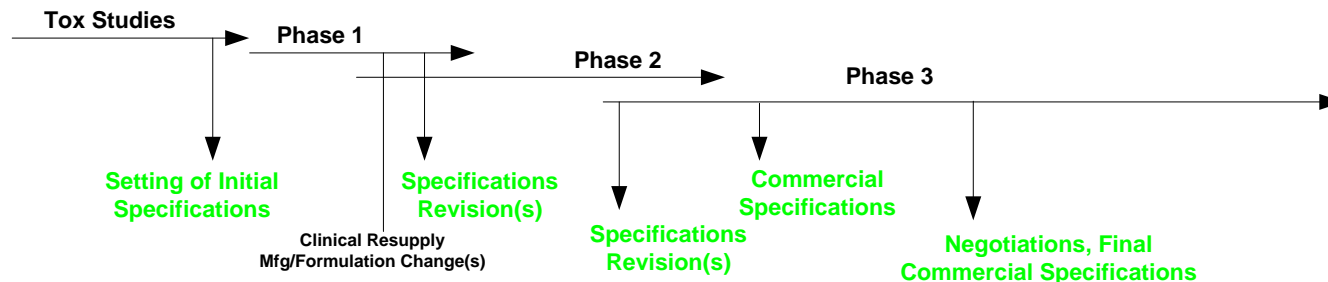 Tox Studies
Phase 1
Phase 2
Phase 3
Setting of Initial
Specifications
Specifications
Revision(s)
Clinical Resupply
Mfg/Formulation Change(s)
Specifications
Revision(s)
Commercial
Specifications
Negotiations, Final
Commercial Specifications